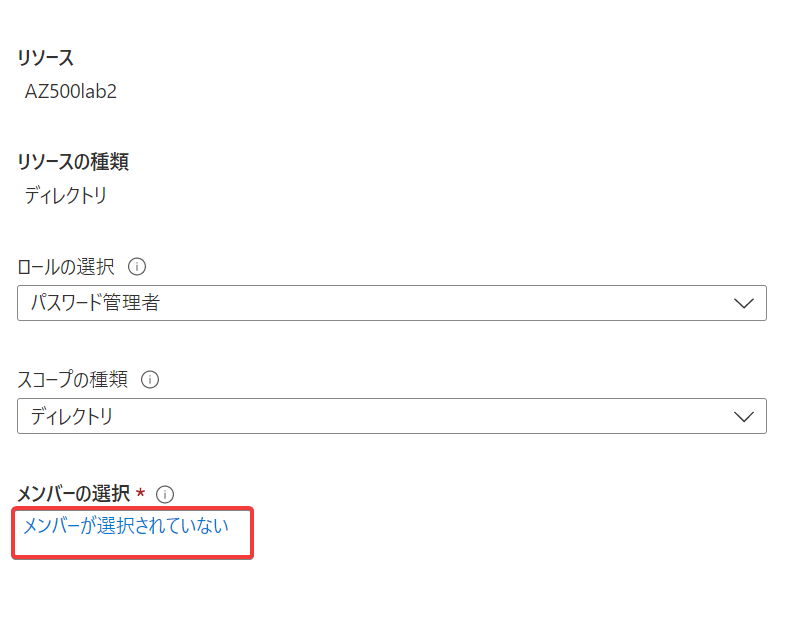 リソース
AZ500lab2
リソースの種類
ディレクトリ
ロールの選択
パスワード管理者
スコープの種類
ディレクトリ
メンバーの選択 *
メンバーが選択されていない